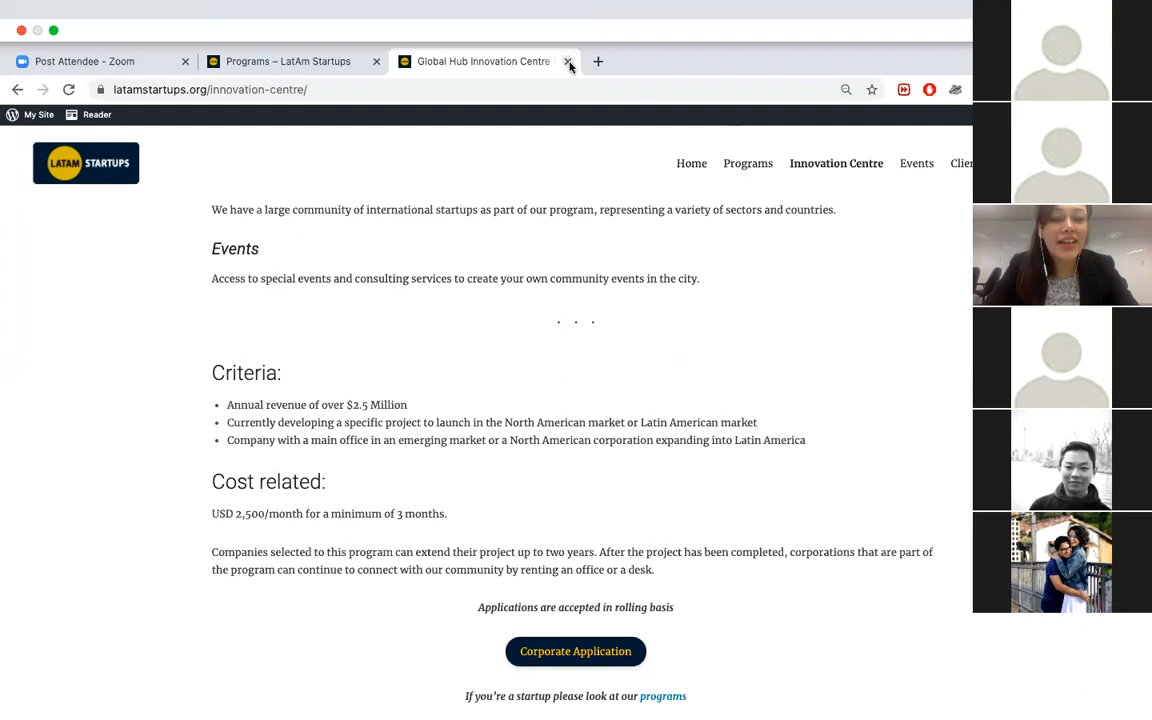 Post Attendee - Zoom
Programs – LatAm Startups
Global Hub Innovation Centre
latamstartups.org/innovation-centre/
My Site
Reader
LATAM STARTUPS
Home
Programs
Innovation Centre
Events
Clien
We have a large community of international startups as part of our program, representing a variety of sectors and countries.
Events
Access to special events and consulting services to create your own community events in the city.
. . .
Criteria:
• Annual revenue of over $2.5 Million
• Currently developing a specific project to launch in the North American market or Latin American market
• Company with a main office in an emerging market or a North American corporation expanding into Latin America
Cost related:
USD 2,500/month for a minimum of 3 months.
Companies selected to this program can extend their project up to two years. After the project has been completed, corporations that are part of
the program can continue to connect with our community by renting an office or a desk.
Applications are accepted in rolling basis
Corporate Application
If you're a startup please look at our programs